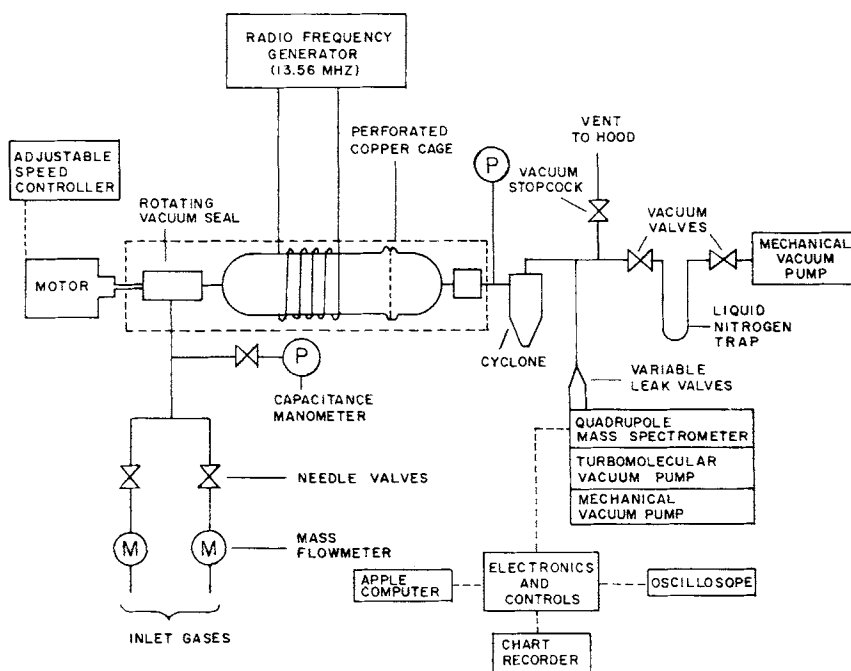 RADIO FREQUENCY
GENERATOR
(13.56 MHZ)
ADJUSTABLE
SPEED
CONTROLLER
ROTATING
VACUUM SEAL
PERFORATED
COPPER CAGE
P
VACUUM
STOPCOCK
VENT
TO HOOD
VACUUM
VALVES
MECHANICAL
VACUUM
PUMP
MOTOR
LIQUID
NITROGEN
TRAP
CYCLONE
P
CAPACITANCE
MANOMETER
VARIABLE
LEAK VALVES
QUADRUPOLE
MASS SPECTROMETER
TURBOMOLECULAR
VACUUM PUMP
MECHANICAL
VACUUM PUMP
NEEDLE VALVES
M
M
MASS
FLOWMETER
INLET GASES
APPLE
COMPUTER
ELECTRONICS
AND
CONTROLS
OSCILLOSOPE
CHART
RECORDER